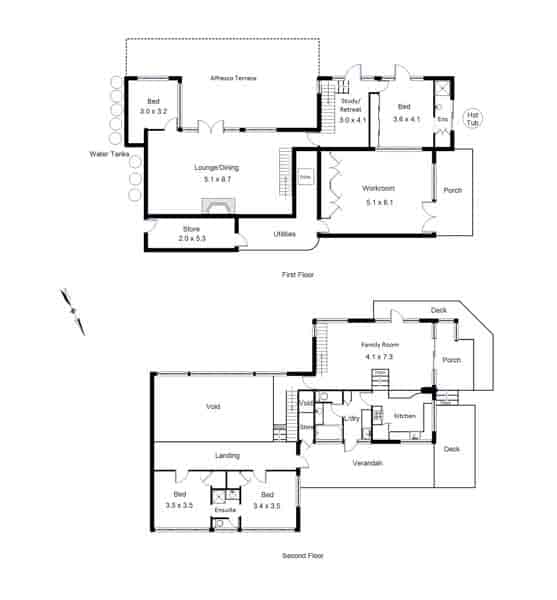 Alfresco Terrace
Bed
3.0 x 3.2
Study/
Retreat
3.0 x 4.1
Bed
3.6 x 4.1
Ens
Hot
Tub
Water Tanks
Lounge/Dining
5.1 x 8.7
Workroom
5.1 x 6.1
Porch
Store
2.0 x 5.3
Utilities
First Floor
Deck
Family Room
4.1 x 7.3
Porch
Void
Void
Store
L'dry
Kitchen
Deck
Landing
Verandah
Bed
3.5 x 3.5
Ensuite
Bed
3.4 x 3.5
Second Floor